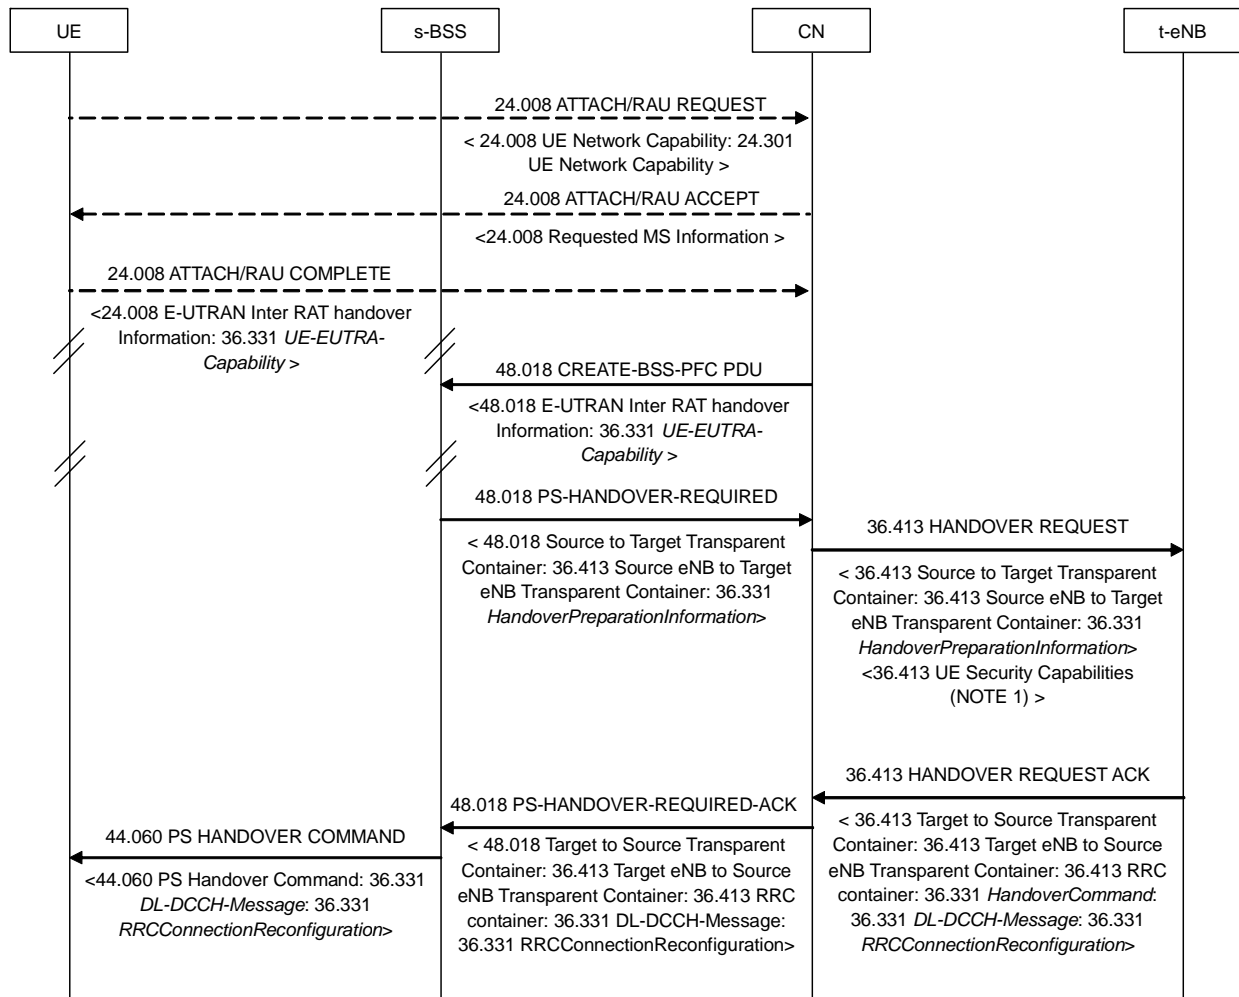 UE
s-BSS
CN
t-eNB
24.008 ATTACH/RAU REQUEST
< 24.008 UE Network Capability: 24.301
UE Network Capability >
24.008 ATTACH/RAU ACCEPT
<24.008 Requested MS Information >
24.008 ATTACH/RAU COMPLETE
<24.008 E-UTRAN Inter RAT handover
Information: 36.331 UE-EUTRA-
Capability >
48.018 CREATE-BSS-PFC PDU
<48.018 E-UTRAN Inter RAT handover
Information: 36.331 UE-EUTRA-
Capability >
48.018 PS-HANDOVER-REQUIRED
< 48.018 Source to Target Transparent
Container: 36.413 Source eNB to Target
eNB Transparent Container: 36.331
HandoverPreparationInformation>
36.413 HANDOVER REQUEST
< 36.413 Source to Target Transparent
Container: 36.413 Source eNB to Target
eNB Transparent Container: 36.331
HandoverPreparationInformation>
<36.413 UE Security Capabilities
(NOTE 1) >
36.413 HANDOVER REQUEST ACK
< 36.413 Target to Source Transparent
Container: 36.413 Target eNB to Source
eNB Transparent Container: 36.413 RRC
container: 36.331 HandoverCommand:
36.331 DL-DCCH-Message: 36.331
RRCConnectionReconfiguration>
48.018 PS-HANDOVER-REQUIRED-ACK
< 48.018 Target to Source Transparent
Container: 36.413 Target eNB to Source
eNB Transparent Container: 36.413 RRC
container: 36.331 DL-DCCH-Message:
36.331 RRCConnectionReconfiguration>
44.060 PS HANDOVER COMMAND
<44.060 PS Handover Command: 36.331
DL-DCCH-Message: 36.331
RRCConnectionReconfiguration>